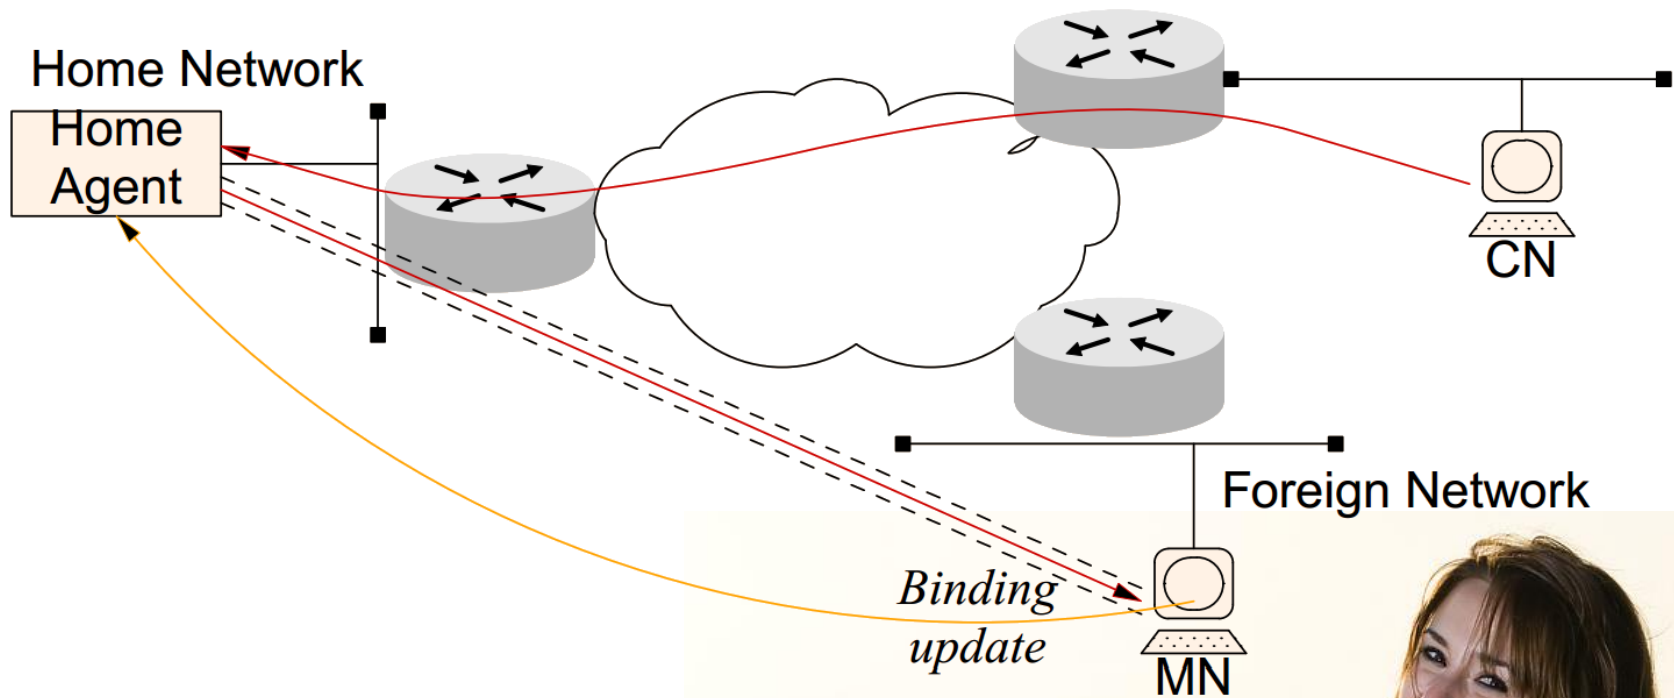 Home Network
Home
Agent
CN
Foreign Network
Binding
update
MN